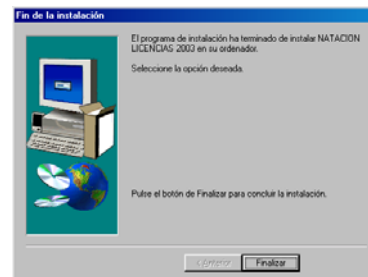 Fin de la instalación
El programa de instalación ha terminado de instalar NATACION
LICENCIAS 2003 en su ordenador.
Seleccione la opción deseada.
Pulse el botón de Finalizar para concluir la instalación.
< Anterior
Finalizar